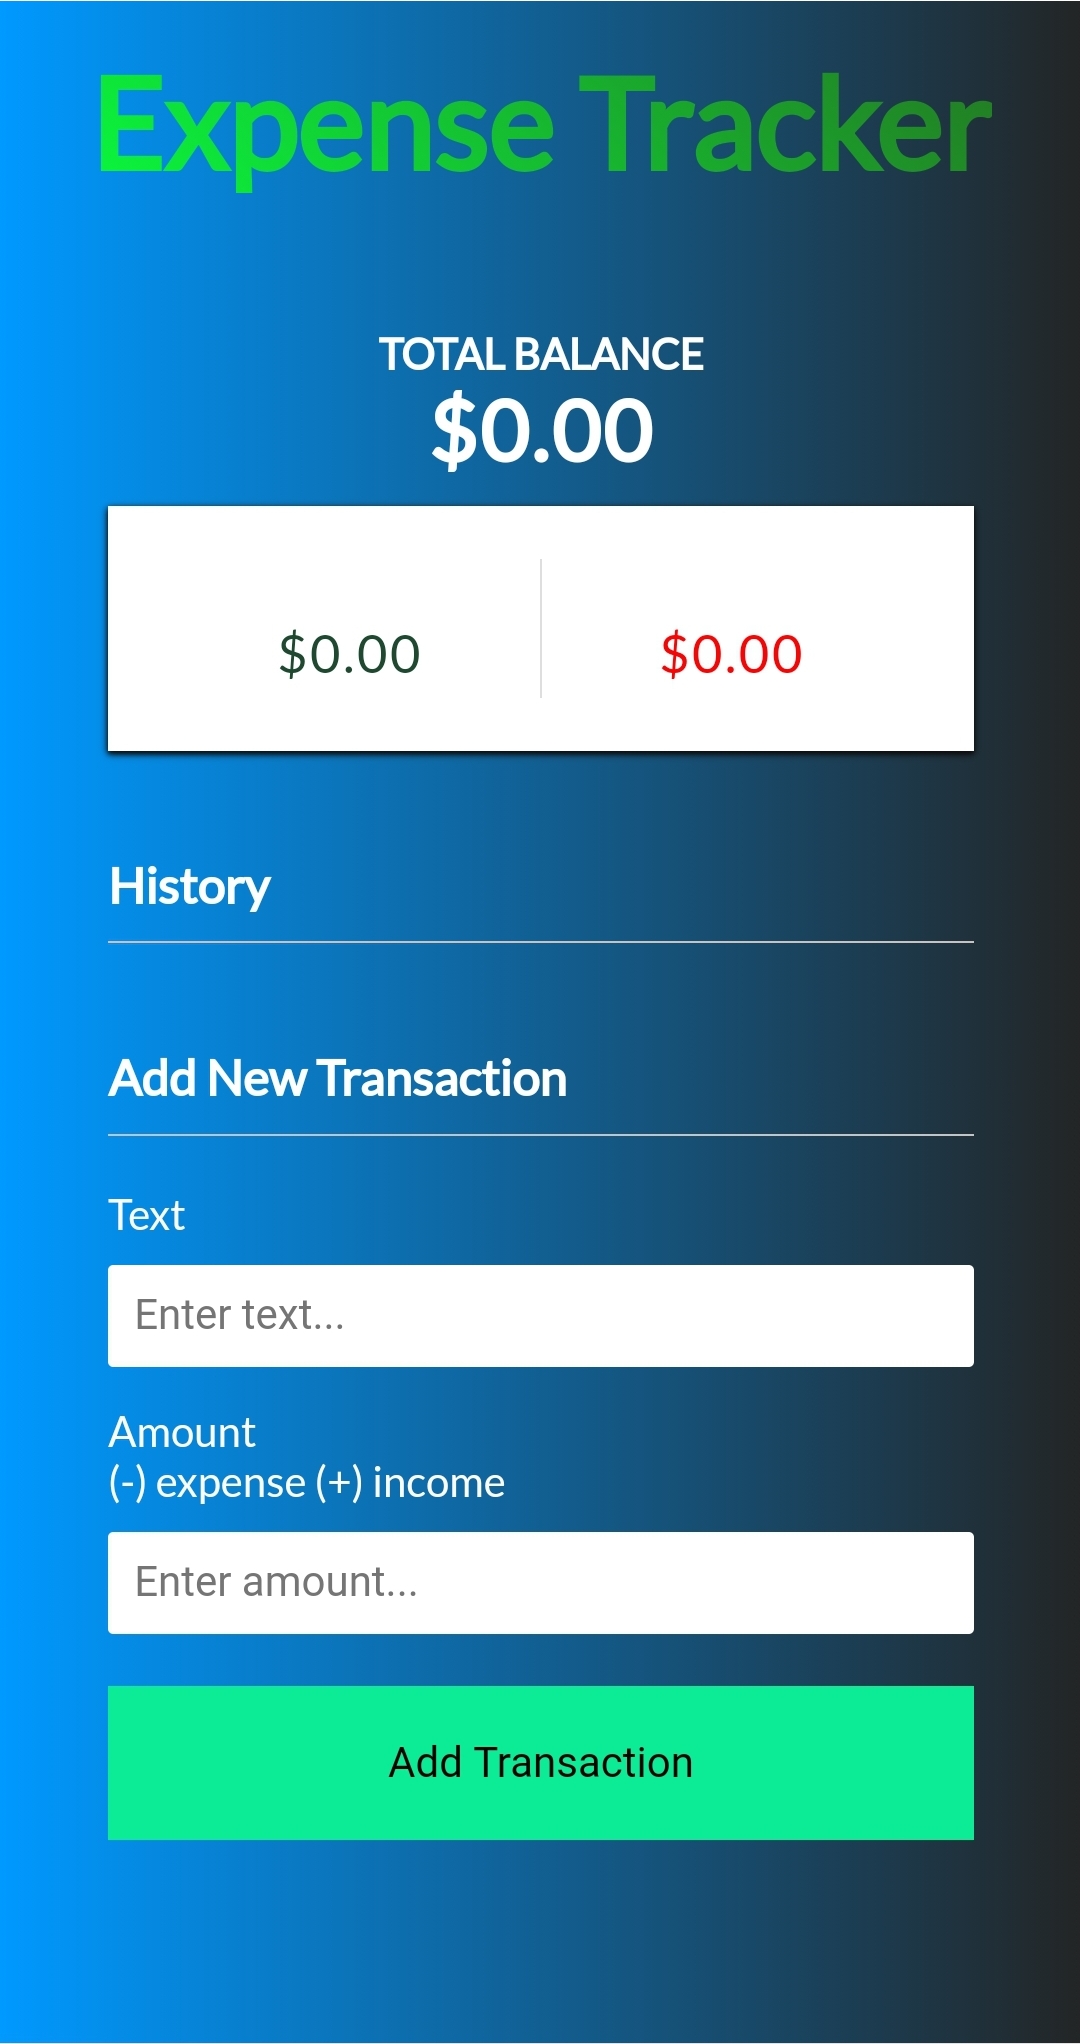 Expense Tracker
TOTAL BALANCE
$0.00
$0.00 $0.00
History
Add New Transaction
Text
Enter text...
Amount
(-) expense (+) income
Enter amount...
Add Transaction